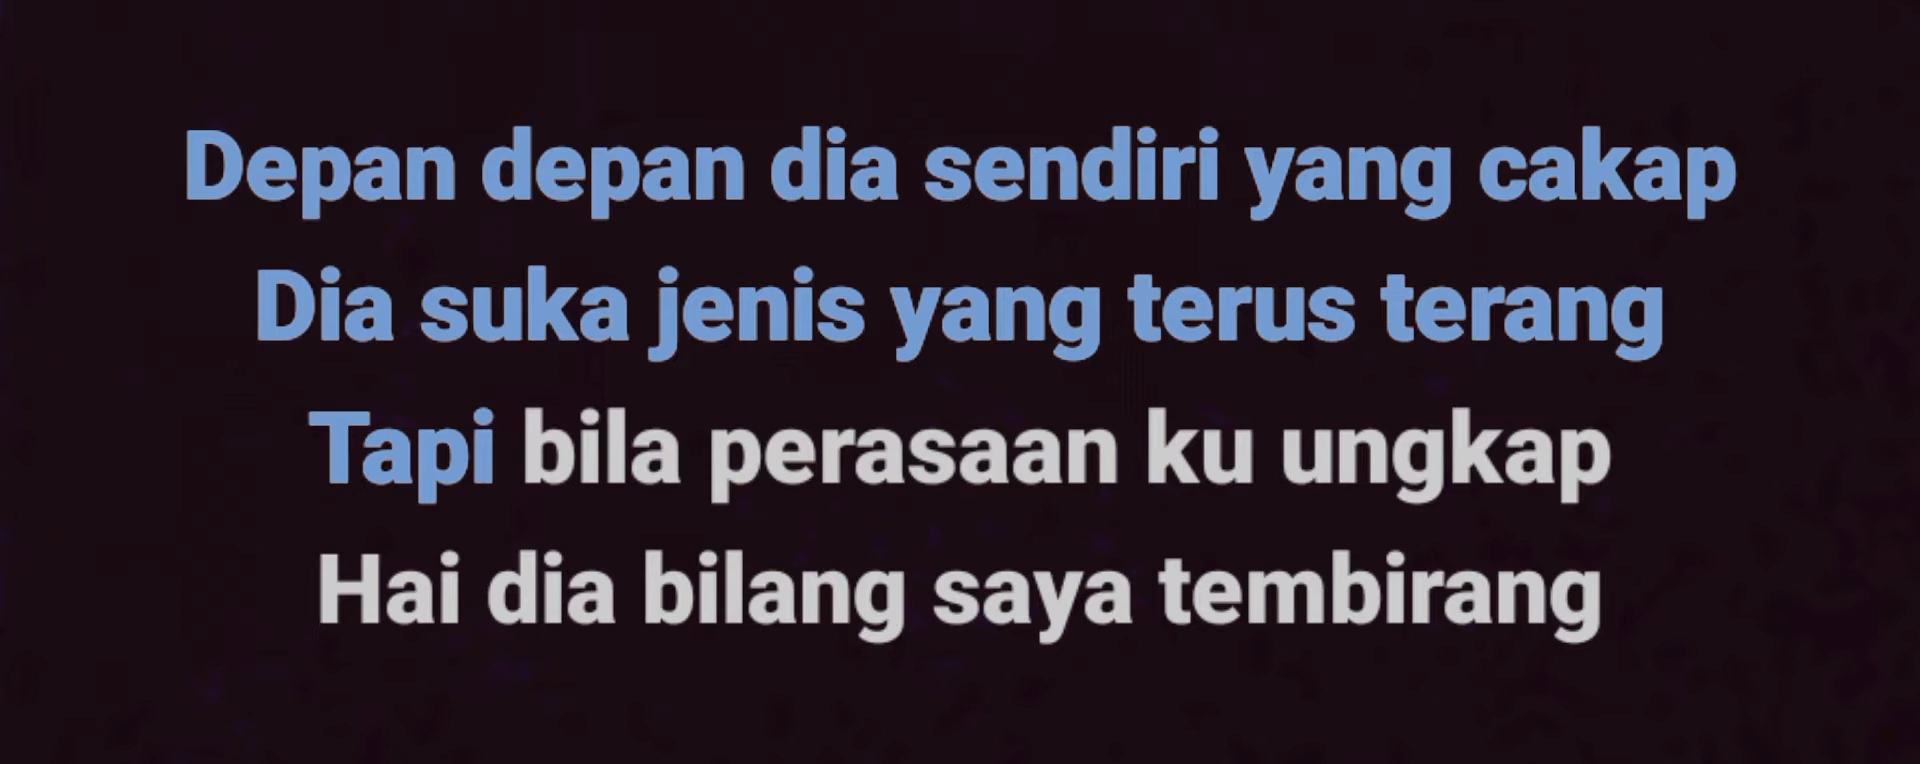 Depan depan dia sendiri yang cakap
Dia suka jenis yang terus terang
Tapi bila perasaan ku ungkap
Hai dia bilang saya tembirang